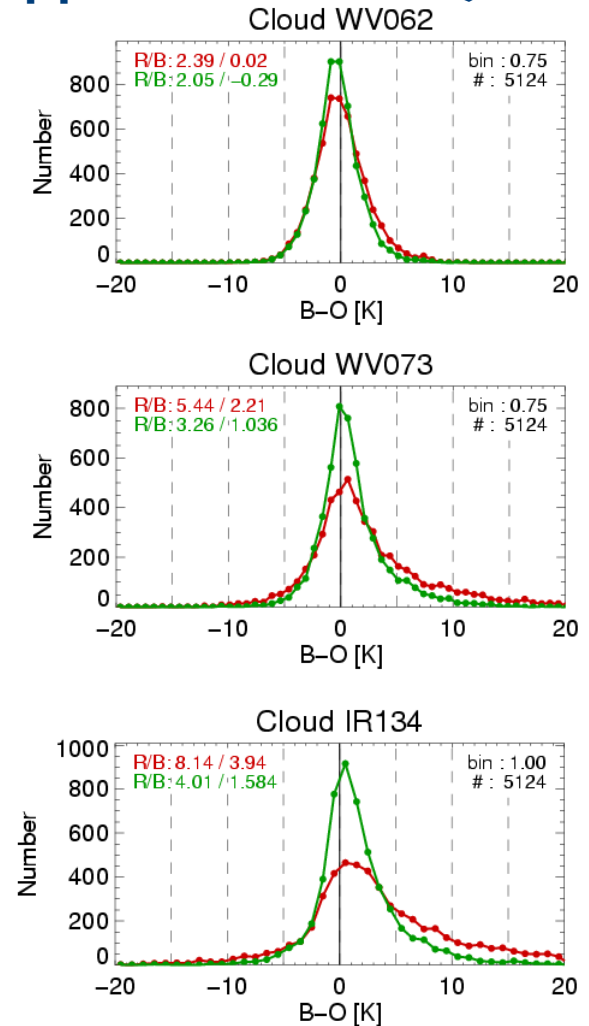 Cloud WV062
R/B: 2.39 / 0.02
R/B: 2.05 / −0.29
bin : 0.75
# : 5124
Number
800
600
400
200
0
−20 −10 0 10 20
B−O [K]
Cloud WV073
R/B: 5.44 / 2.21
R/B: 3.26 / 1.036
bin : 0.75
# : 5124
Number
800
600
400
200
0
−20 −10 0 10 20
B−O [K]
Cloud IR134
R/B: 8.14 / 3.94
R/B: 4.01 / 1.584
bin : 1.00
# : 5124
Number
1000
800
600
400
200
0
−20 −10 0 10 20
B−O [K]